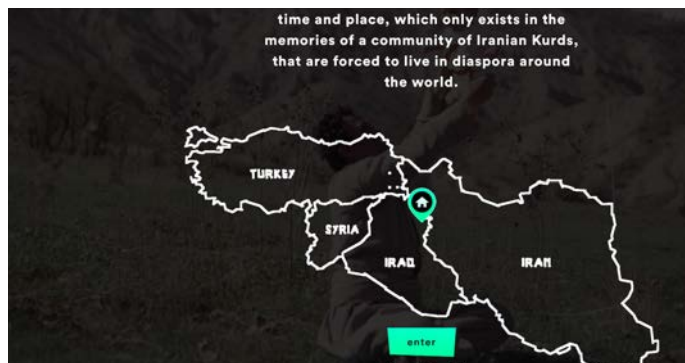 time and place, which only exists in the
memories of a community of Iranian Kurds,
that are forced to live in diaspora around
the world.
TURKEY
SYRIA
IRAQ
IRAN
enter